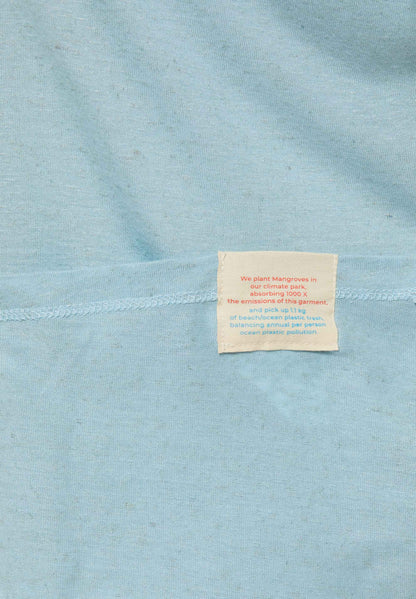 We plant Mangroves in
our climate park,
absorbing 1000 X
the emissions of this garment,
and pick up 1.1 kg.
of beach/ocean plastic trash,
balancing annual per person
ocean plastic pollution